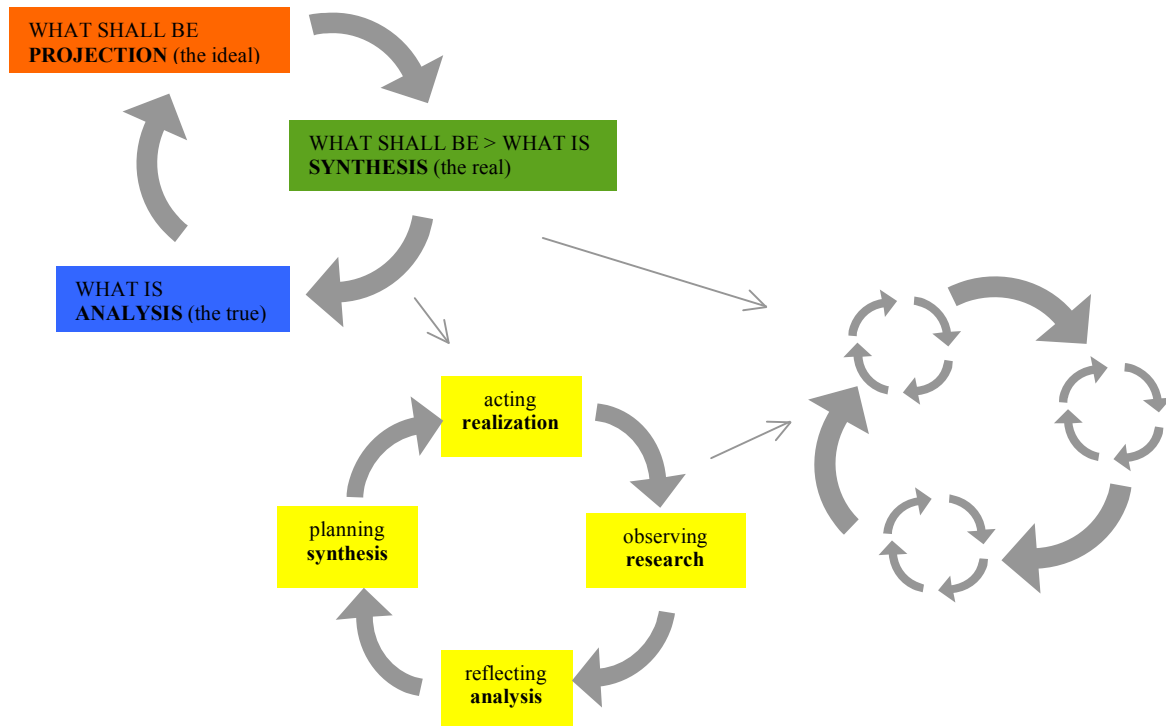 WHAT SHALL BE
PROJECTION (the ideal)
WHAT SHALL BE > WHAT IS
SYNTHESIS (the real)
WHAT IS
ANALYSIS (the true)
acting
realization
planning
synthesis
observing
research
reflecting
analysis